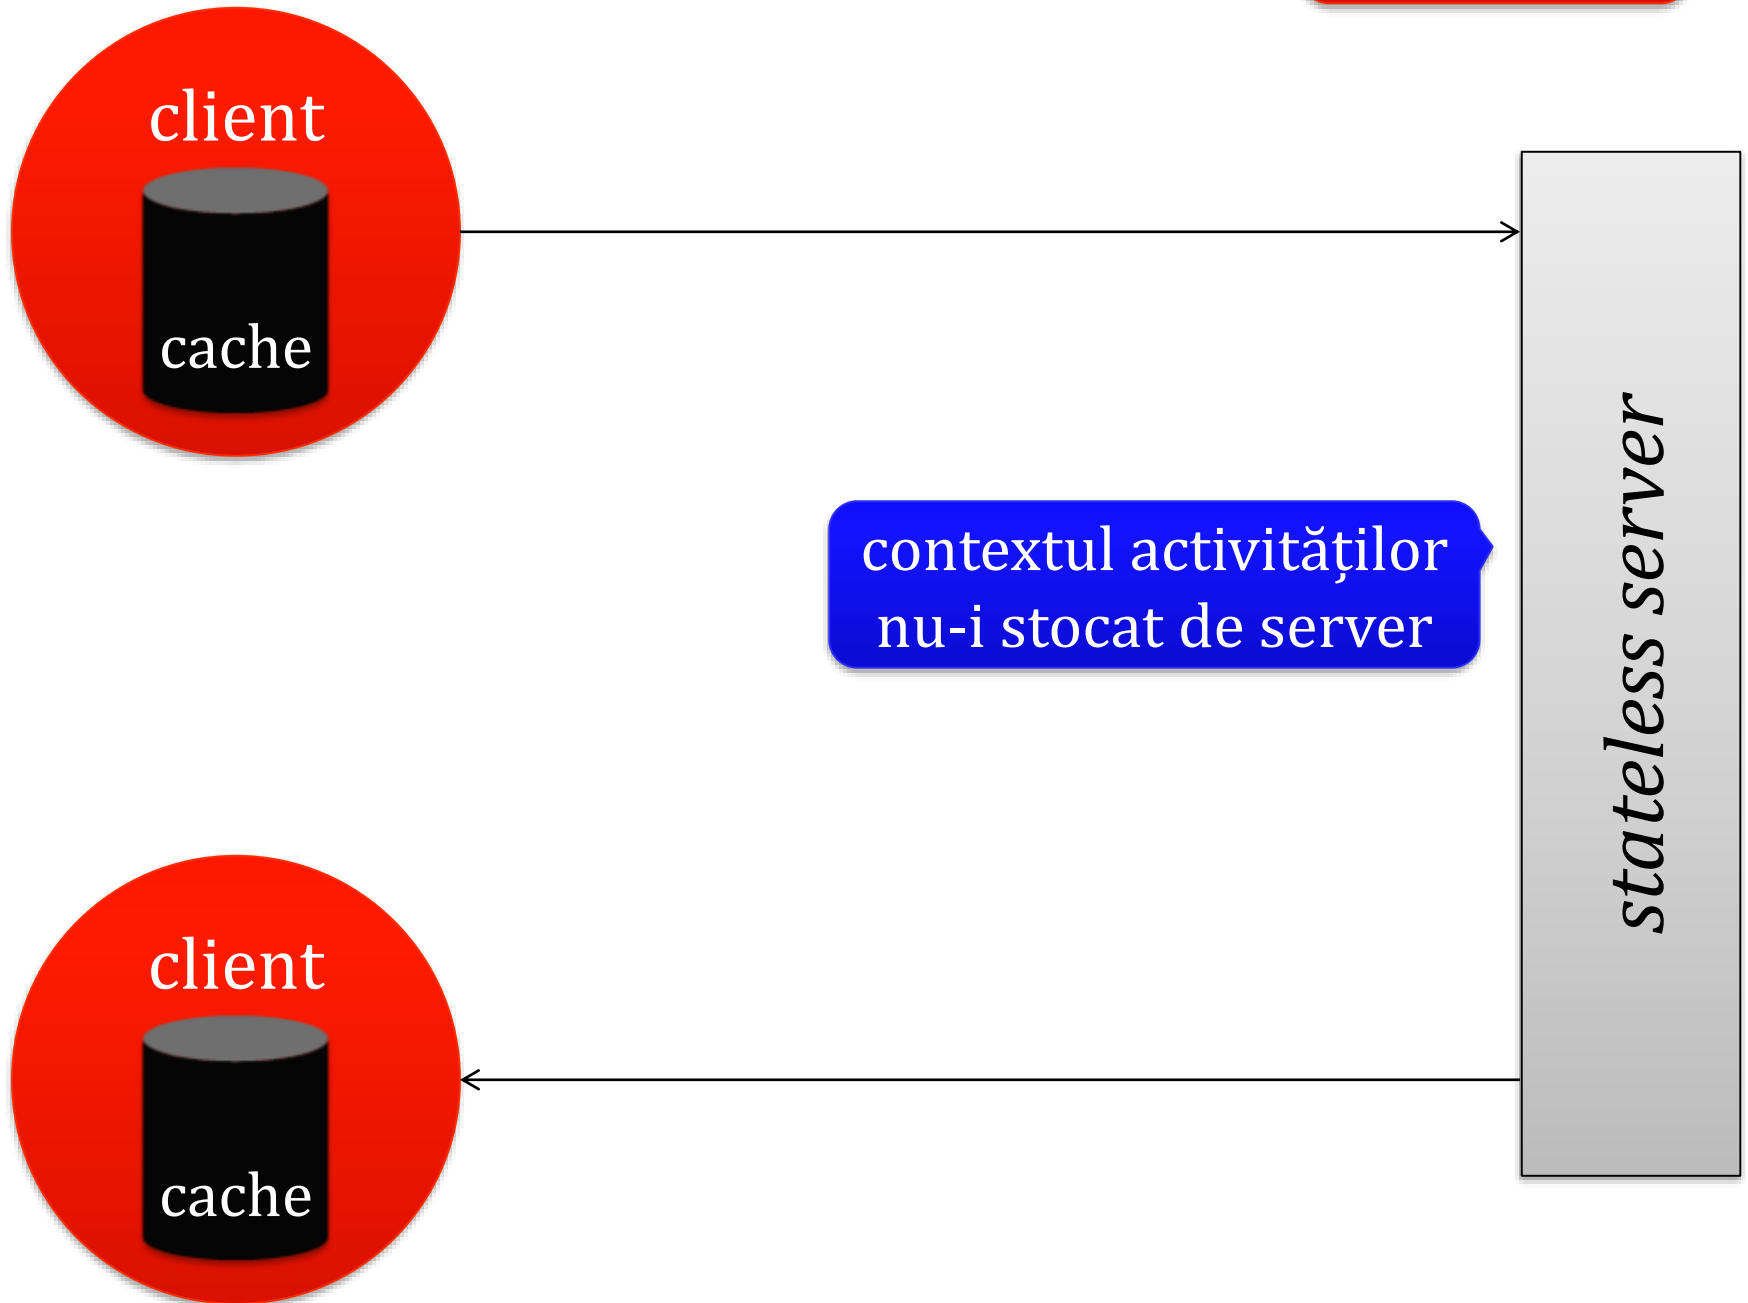 client
cache
contextul activităților
nu-i stocat de server
stateless server
client
cache